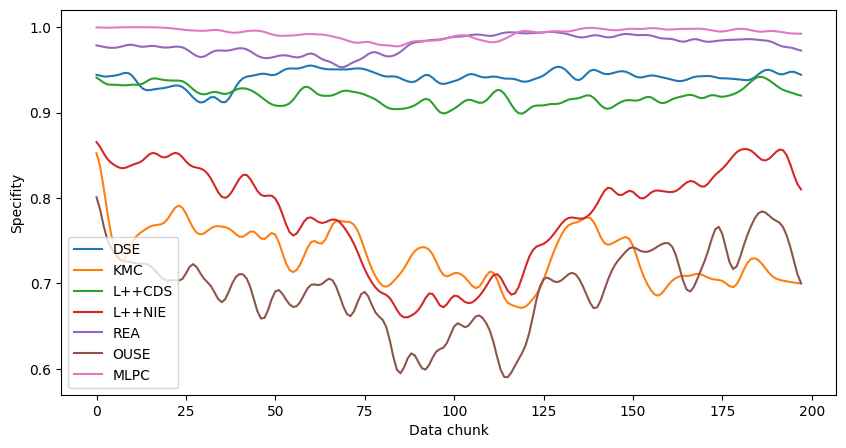 1.0
0.9
0.8
0.7
0.6
Specifity
DSE
KMC
L++CDS
L++NIE
REA
OUSE
MLPC
0
25
50
75
100
125
150
175
200
Data chunk